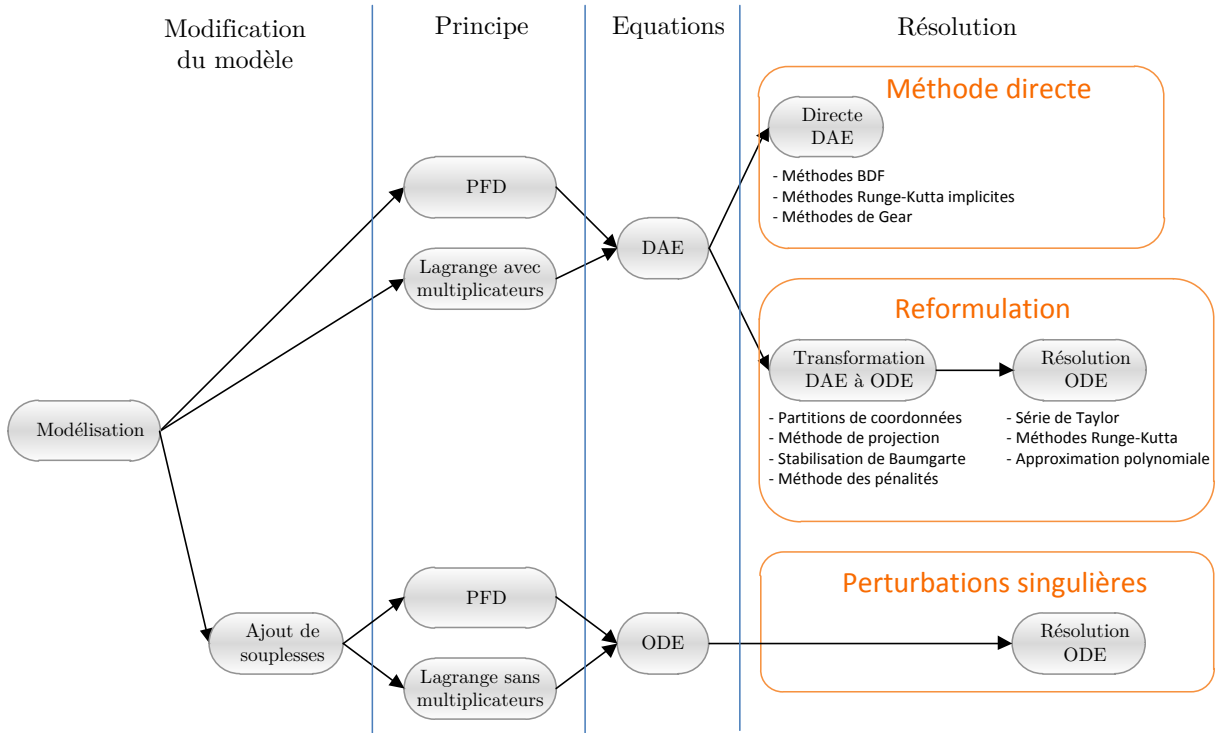 Modification
du modèle
Principe
Equations
Résolution
Méthode directe
Directe
DAE
- Méthodes BDF
- Méthodes Runge-Kutta implicites
- Méthodes de Gear
PFD
Lagrange avec
multiplicateurs
DAE
Reformulation
Transformation
DAE à ODE
Résolution
ODE
- Partitions de coordonnées
- Méthode de projection
- Stabilisation de Baumgarte
- Méthode des pénalités
- Série de Taylor
- Méthodes Runge-Kutta
- Approximation polynomiale
Modélisation
Ajout de
souplesses
PFD
Lagrange sans
multiplicateurs
ODE
Perturbations singulières
Résolution
ODE